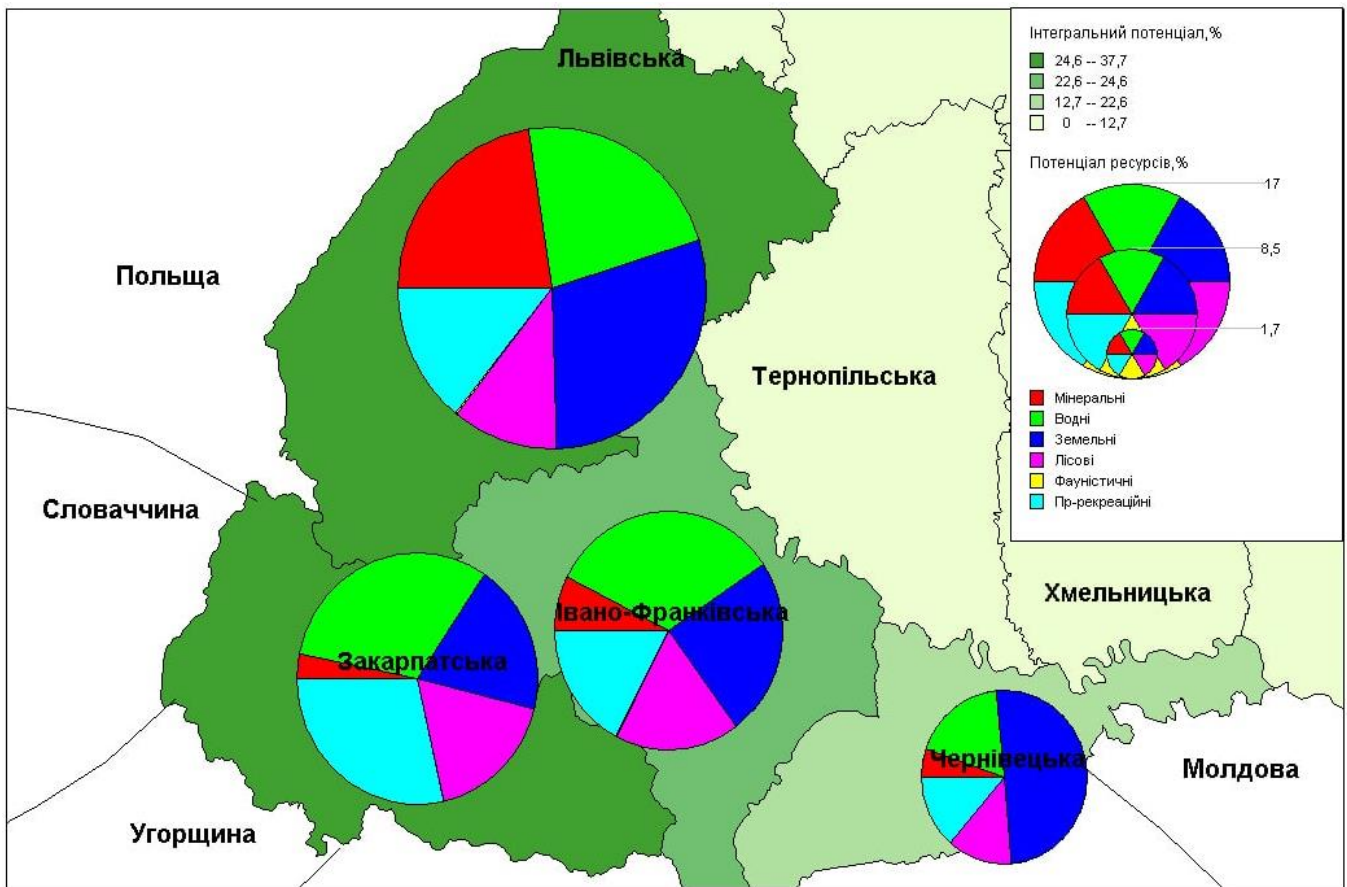 Львівська
Польща
Тернопільська
Словаччина
Хмельницька
Івано-Франківська
Закарпатська
Чернівецька
Молдова
Угорщина
Інтегральний потенціал,%
24,6 -- 37,7
22,6 -- 24,6
12,7 -- 22,6
0 -- 12,7
Потенціал ресурсів,%
17
8,5
1,7
Мінеральні
Водні
Земельні
Лісові
Фауністичні
Пр-рекреаційні